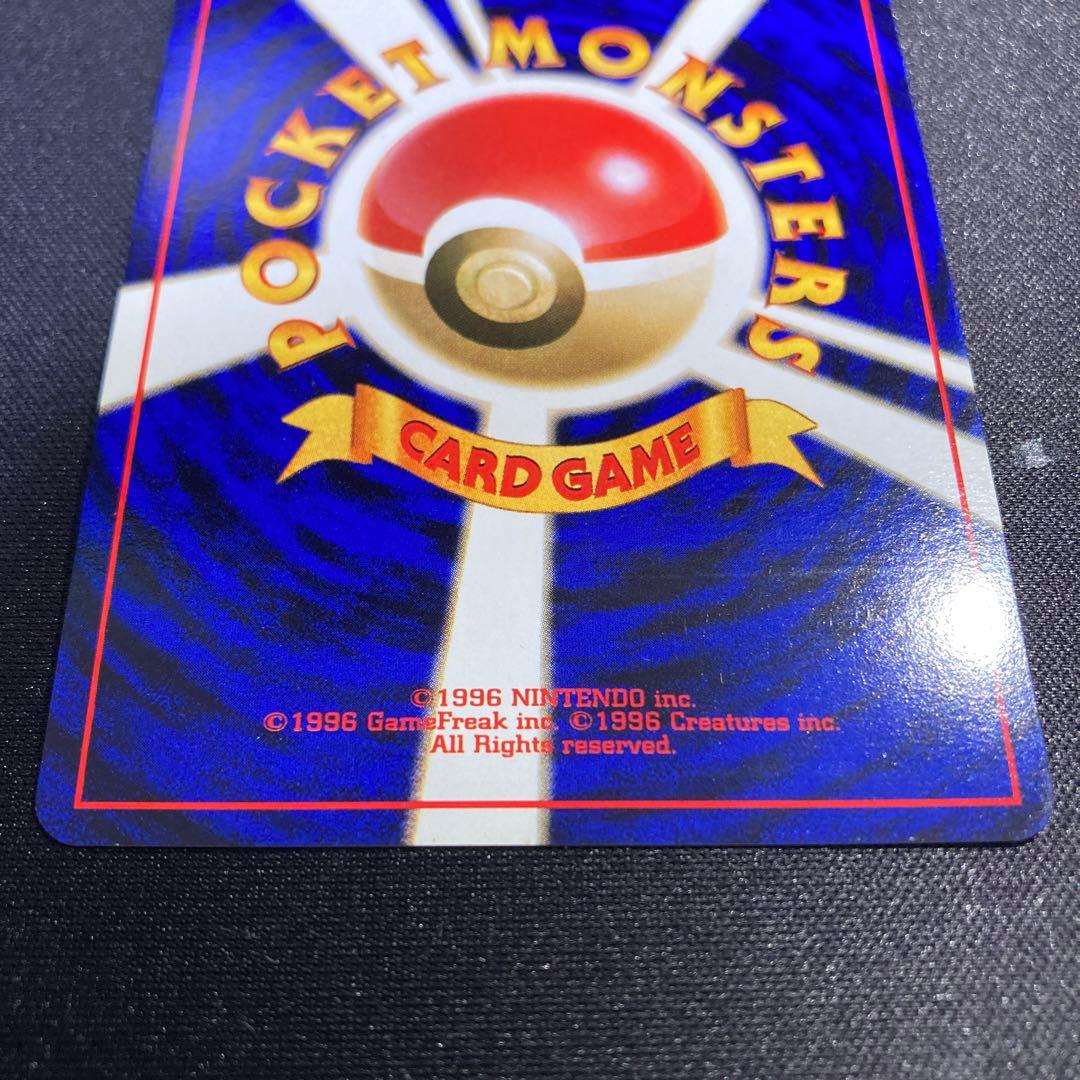 POCKET MONSTERS
CARD GAME
©1996 NINTENDO inc.
©1996 GameFreak inc. ©1996 Creatures inc.
All Rights reserved.